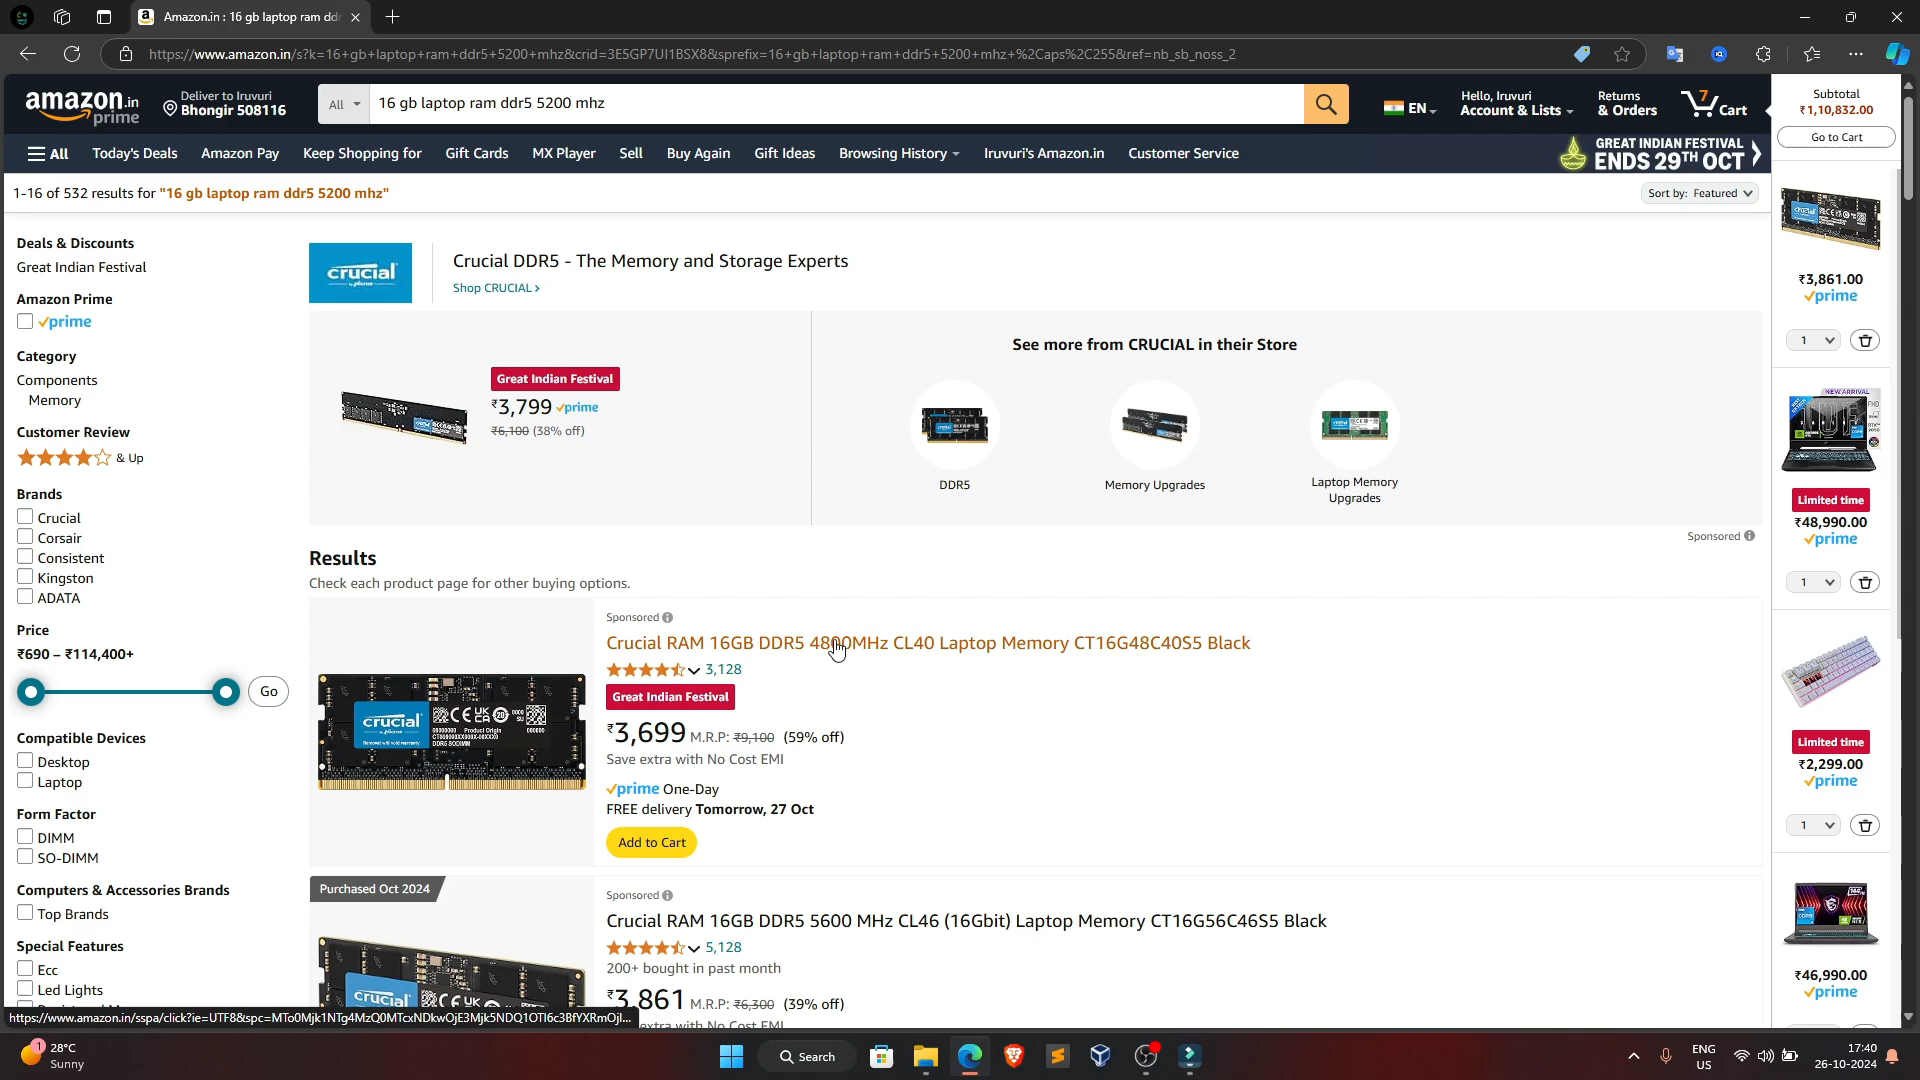 Amazon.in : 16 gb laptop ram ddr
https://www.amazon.in/s?k=16+gb+laptop+ram+ddr5+5200+mhz&crid=3E5GP7UI1BSX8&sprefix=16+gb+laptop+ram+ddr5+5200+mhz+%2Caps%2C255&ref=nb_sb_noss_2
amazon.in
prime
Deliver to Iruvuri
Bhongir 508116
All
16 gb laptop ram ddr5 5200 mhz
EN
Hello, Iruvuri
Account & Lists
Returns
& Orders
7
Cart
Subtotal
₹1,10,832.00
Go to Cart
All
Today's Deals
Amazon Pay
Keep Shopping for
Gift Cards
MX Player
Sell
Buy Again
Gift Ideas
Browsing History
Iruvuri's Amazon.in
Customer Service
GREAT INDIAN FESTIVAL
ENDS 29TH OCT
1-16 of 532 results for "16 gb laptop ram ddr5 5200 mhz"
Sort by: Featured
Deals & Discounts
Great Indian Festival
Amazon Prime
prime
Category
Components
Memory
Customer Review
& Up
Brands
Crucial
Corsair
Consistent
Kingston
ADATA
Price
₹690 – ₹114,400+
Go
Compatible Devices
Desktop
Laptop
Form Factor
DIMM
SO-DIMM
Computers & Accessories Brands
Top Brands
Special Features
Ecc
Led Lights
crucial
by Micron
Crucial DDR5 - The Memory and Storage Experts
Shop CRUCIAL ›
Great Indian Festival
₹3,799 prime
₹6,100 (38% off)
See more from CRUCIAL in their Store
DDR5
Memory Upgrades
Laptop Memory
Upgrades
Sponsored
Results
Check each product page for other buying options.
Sponsored
Crucial RAM 16GB DDR5 4800MHz CL40 Laptop Memory CT16G48C40S5 Black
3,128
Great Indian Festival
₹3,699 M.R.P: ₹9,100 (59% off)
Save extra with No Cost EMI
prime One-Day
FREE delivery Tomorrow, 27 Oct
Add to Cart
crucial
Purchased Oct 2024
Sponsored
Crucial RAM 16GB DDR5 5600 MHz CL46 (16Gbit) Laptop Memory CT16G56C46S5 Black
5,128
200+ bought in past month
₹3,861 M.R.P: ₹6,300 (39% off)
extra with No Cost EMI
crucial
₹3,861.00
prime
1
NEW ARRIVAL
Limited time
₹48,990.00
prime
1
Limited time
₹2,299.00
prime
1
₹46,990.00
prime
https://www.amazon.in/sspa/click?ie=UTF8&spc=MTo0Mjk1NTg4MzQ0MTcxNDkwOjE3Mjk5NDQ1OTI6c3BfYXRmOjI...
1
28°C
Sunny
Search
ENG
US
17:40
26-10-2024